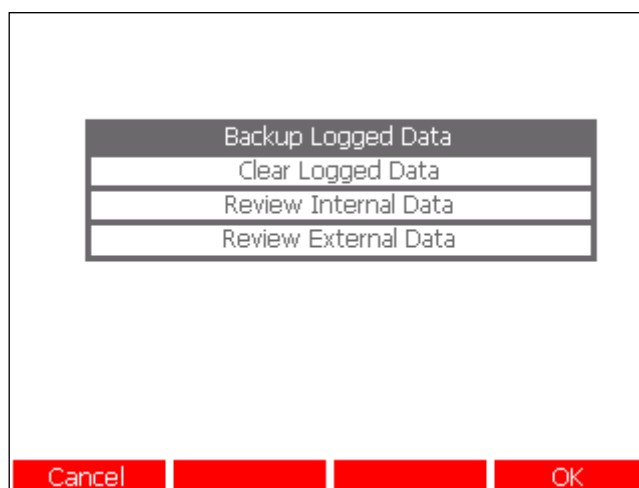 Backup Logged Data
Clear Logged Data
Review Internal Data
Review External Data
Cancel OK